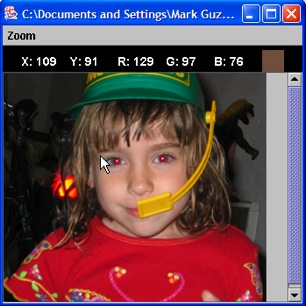 C:\Documents and Settings\Mark Guz...
Zoom
X: 109 Y: 91 R: 129 G: 97 B: 76